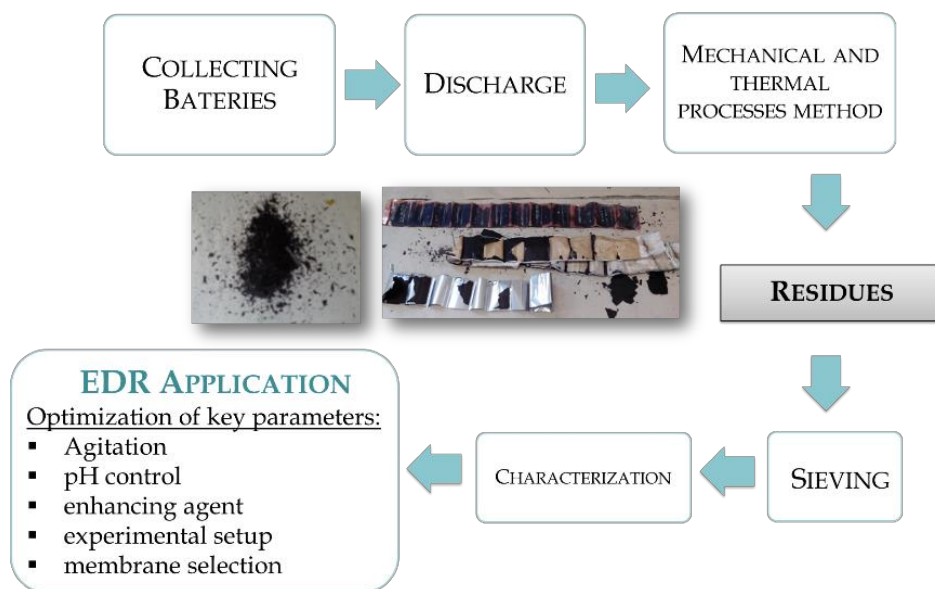 COLLECTING
BATERIES
DISCHARGE
MECHANICAL AND
THERMAL
PROCESSES METHOD
RESIDUES
SIEVING
CHARACTERIZATION
EDR APPLICATION
Optimization of key parameters:
▪ Agitation
▪ pH control
▪ enhancing agent
▪ experimental setup
▪ membrane selection